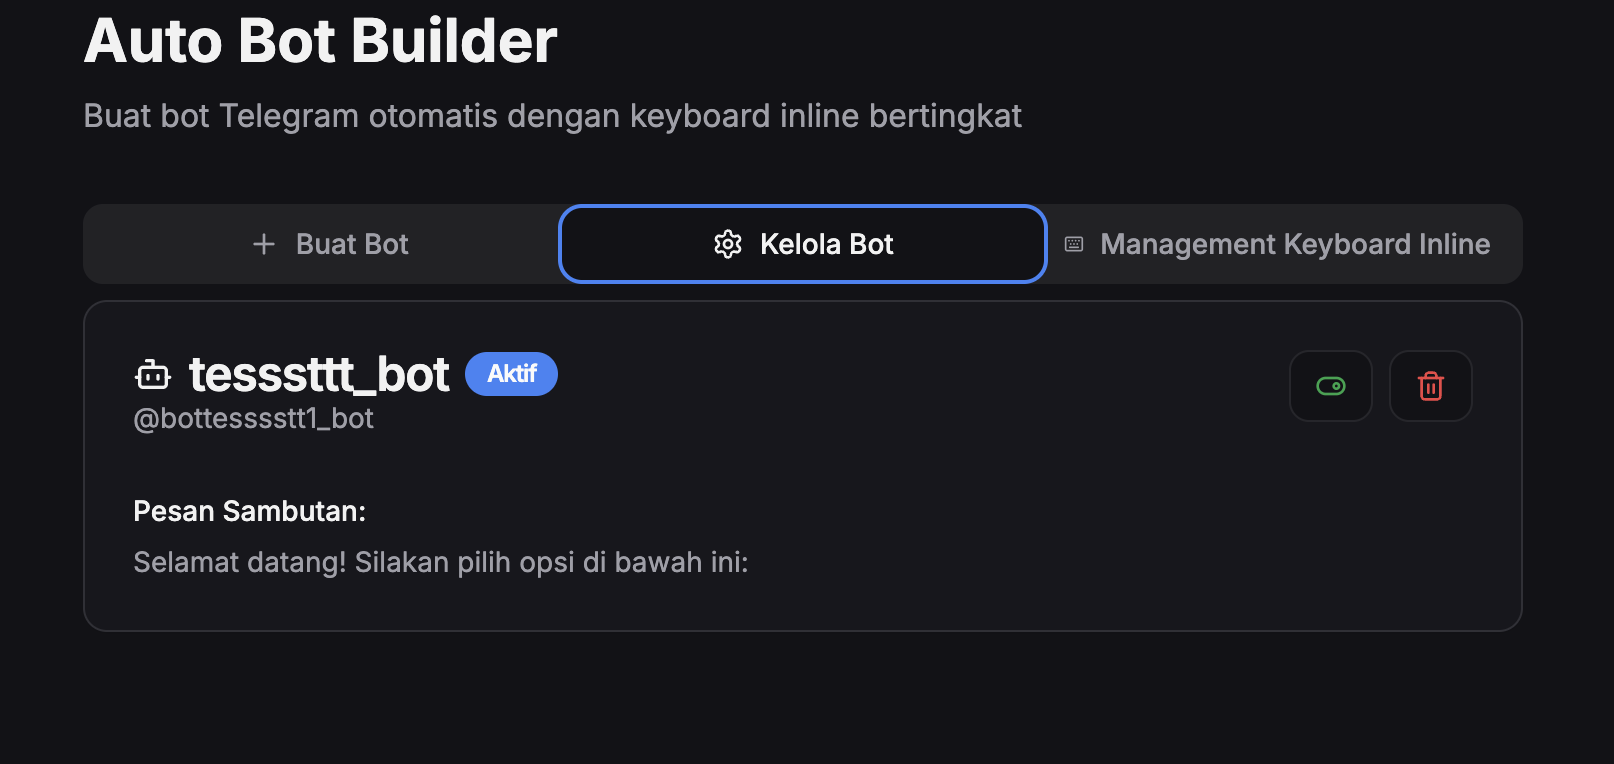 Auto Bot Builder
Buat bot Telegram otomatis dengan keyboard inline bertingkat
Buat Bot
Kelola Bot
Management Keyboard Inline
tesssttt_bot Aktif
@bottesssstt1_bot
Pesan Sambutan:
Selamat datang! Silakan pilih opsi di bawah ini: